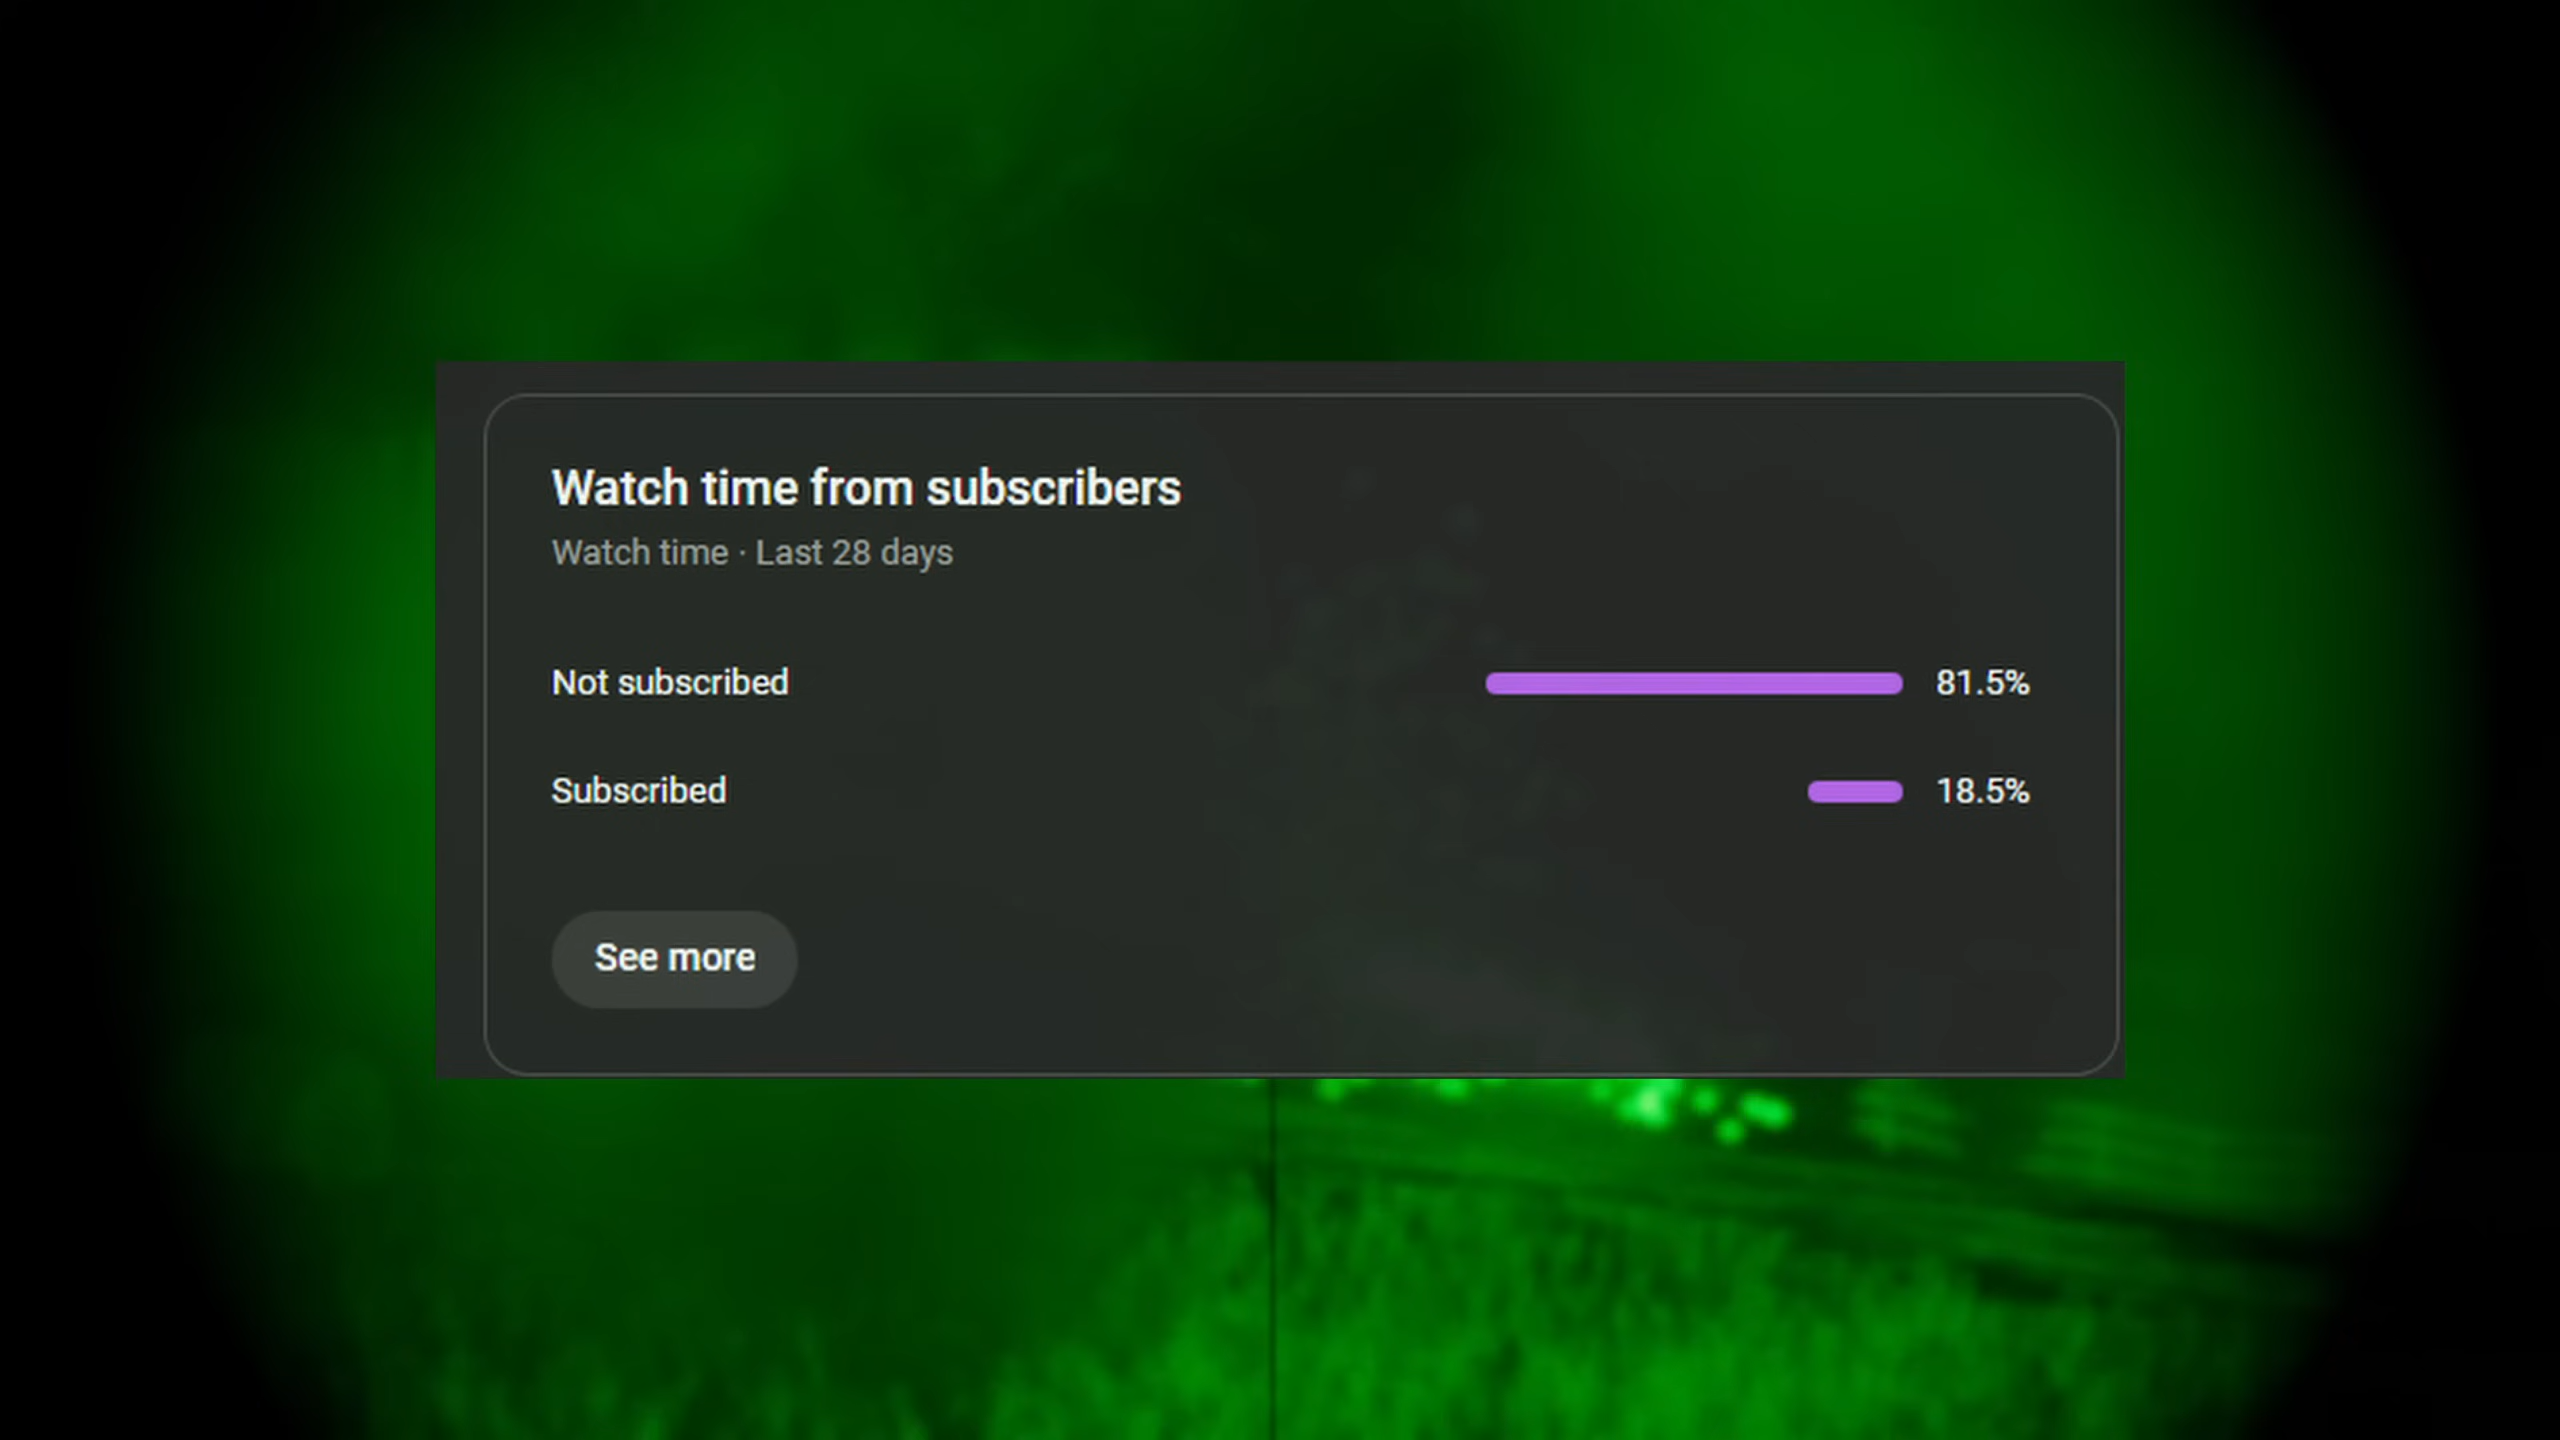 Watch time from subscribers
Watch time · Last 28 days
Not subscribed 81.5%
Subscribed 18.5%
See more